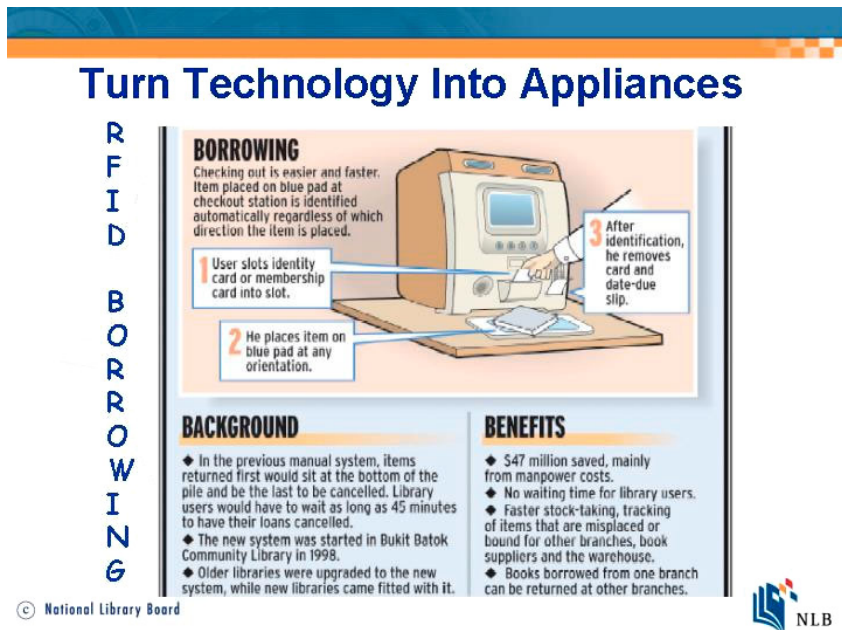 Turn Technology Into Appliances
RFID BORROWING
BORROWING
Checking out is easier and faster.
Item placed on blue pad at
checkout station is identified
automatically regardless of which
direction the item is placed.
1 User slots identity
card or membership
card into slot.
2 He places item on
blue pad at any
orientation.
3 After
identification,
he removes
card and
date-due
slip.
BACKGROUND
◆ In the previous manual system, items
returned first would sit at the bottom of the
pile and be the last to be cancelled. Library
users would have to wait as long as 45 minutes
to have their loans cancelled.
◆ The new system was started in Bukit Batok
Community Library in 1998.
◆ Older libraries were upgraded to the new
system, while new libraries came fitted with it.
BENEFITS
◆ $47 million saved, mainly
from manpower costs.
◆ No waiting time for library users.
◆ Faster stock-taking, tracking
of items that are misplaced or
bound for other branches, book
suppliers and the warehouse.
◆ Books borrowed from one branch
can be returned at other branches.
© National Library Board
NLB